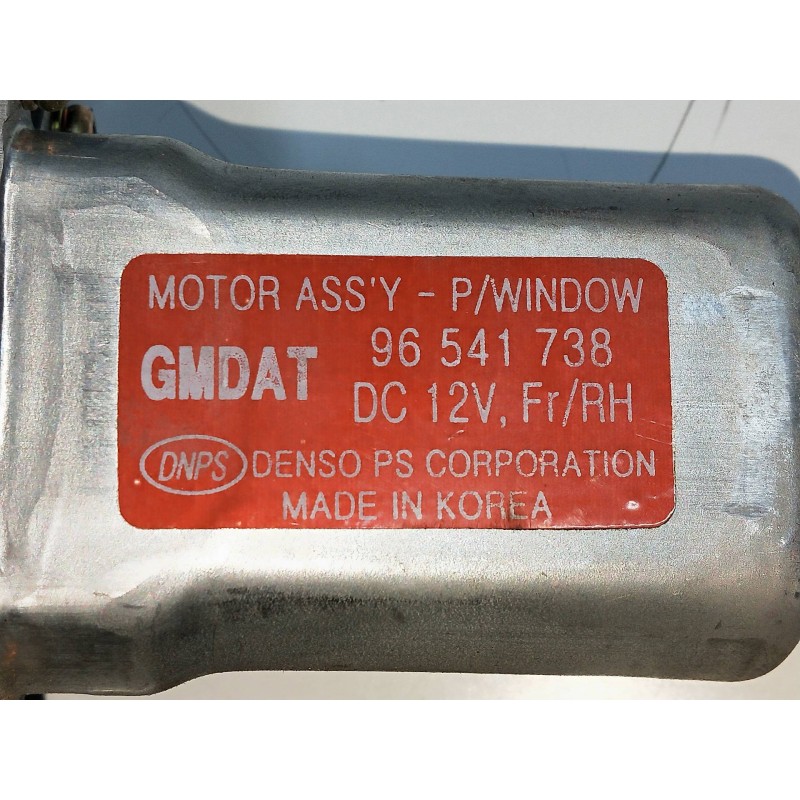 MOTOR ASS'Y - P/WINDOW
GMDAT 96 541 738
DC 12V, Fr/RH
DNPS DENSO PS CORPORATION
MADE IN KOREA